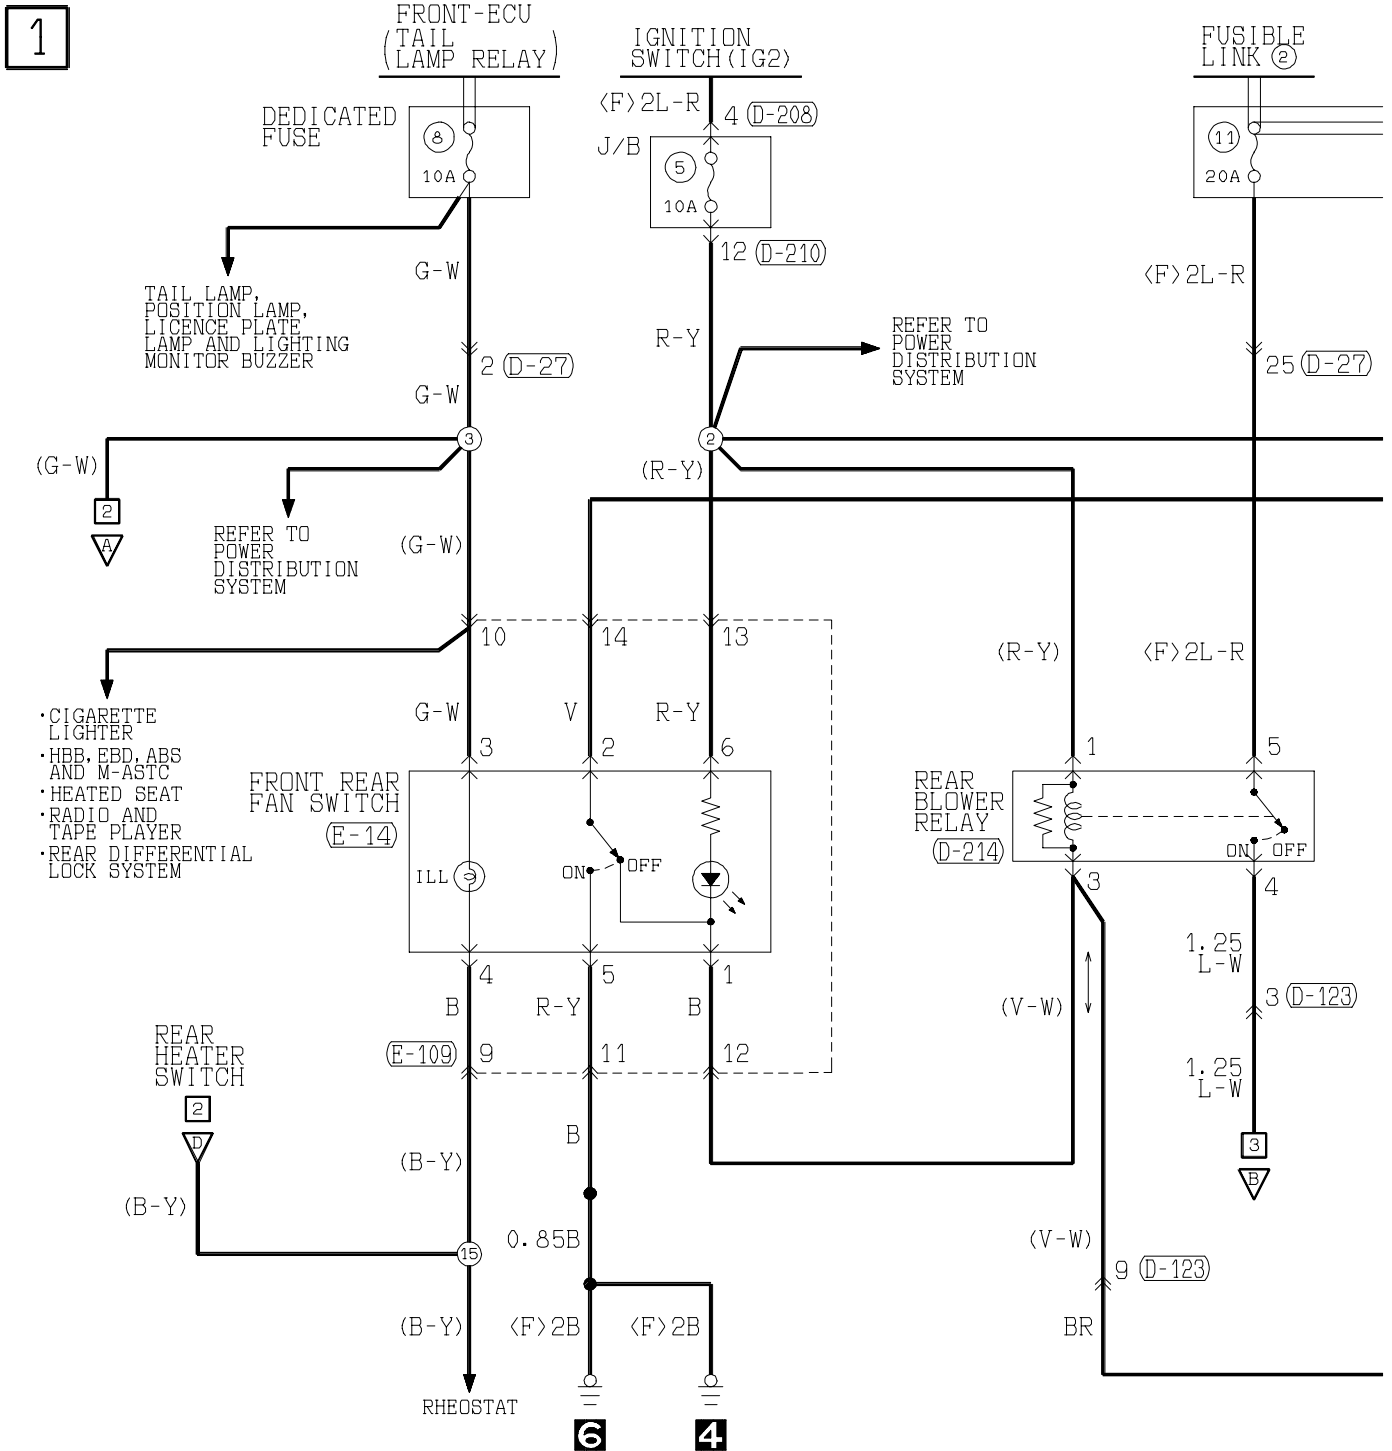 1
FRONT-ECU
(TAIL
LAMP RELAY)
IGNITION
SWITCH(IG2)
FUSIBLE
LINK ②
DEDICATED
FUSE
⑧
10A
<F>2L-R
4 (D-208)
J/B
⑤
10A
12 (D-210)
⑪
20A
G-W
<F>2L-R
TAIL LAMP,
POSITION LAMP,
LICENCE PLATE
LAMP AND LIGHTING
MONITOR BUZZER
R-Y
REFER TO
POWER
DISTRIBUTION
SYSTEM
2 (D-27)
25 (D-27)
G-W
③
②
(G-W)
2
A
REFER TO
POWER
DISTRIBUTION
SYSTEM
(R-Y)
(G-W)
10
14
13
(R-Y)
<F>2L-R
・CIGARETTE
LIGHTER
・HBB,EBD,ABS
AND M-ASTC
・HEATED SEAT
・RADIO AND
TAPE PLAYER
・REAR DIFFERENTIAL
LOCK SYSTEM
G-W
V
R-Y
3
2
6
1
5
FRONT REAR
FAN SWITCH
(E-14)
ILL
ON
OFF
REAR
BLOWER
RELAY
(D-214)
ON
OFF
3
4
4
5
1
B
R-Y
B
(V-W)
1.25
L-W
3 (D-123)
(E-109) 9
11
12
1.25
L-W
REAR
HEATER
SWITCH
2
D
(B-Y)
B
(B-Y)
3
B
⑮
0.85B
(V-W)
9 (D-123)
(B-Y)
<F>2B
<F>2B
BR
RHEOSTAT
6
4